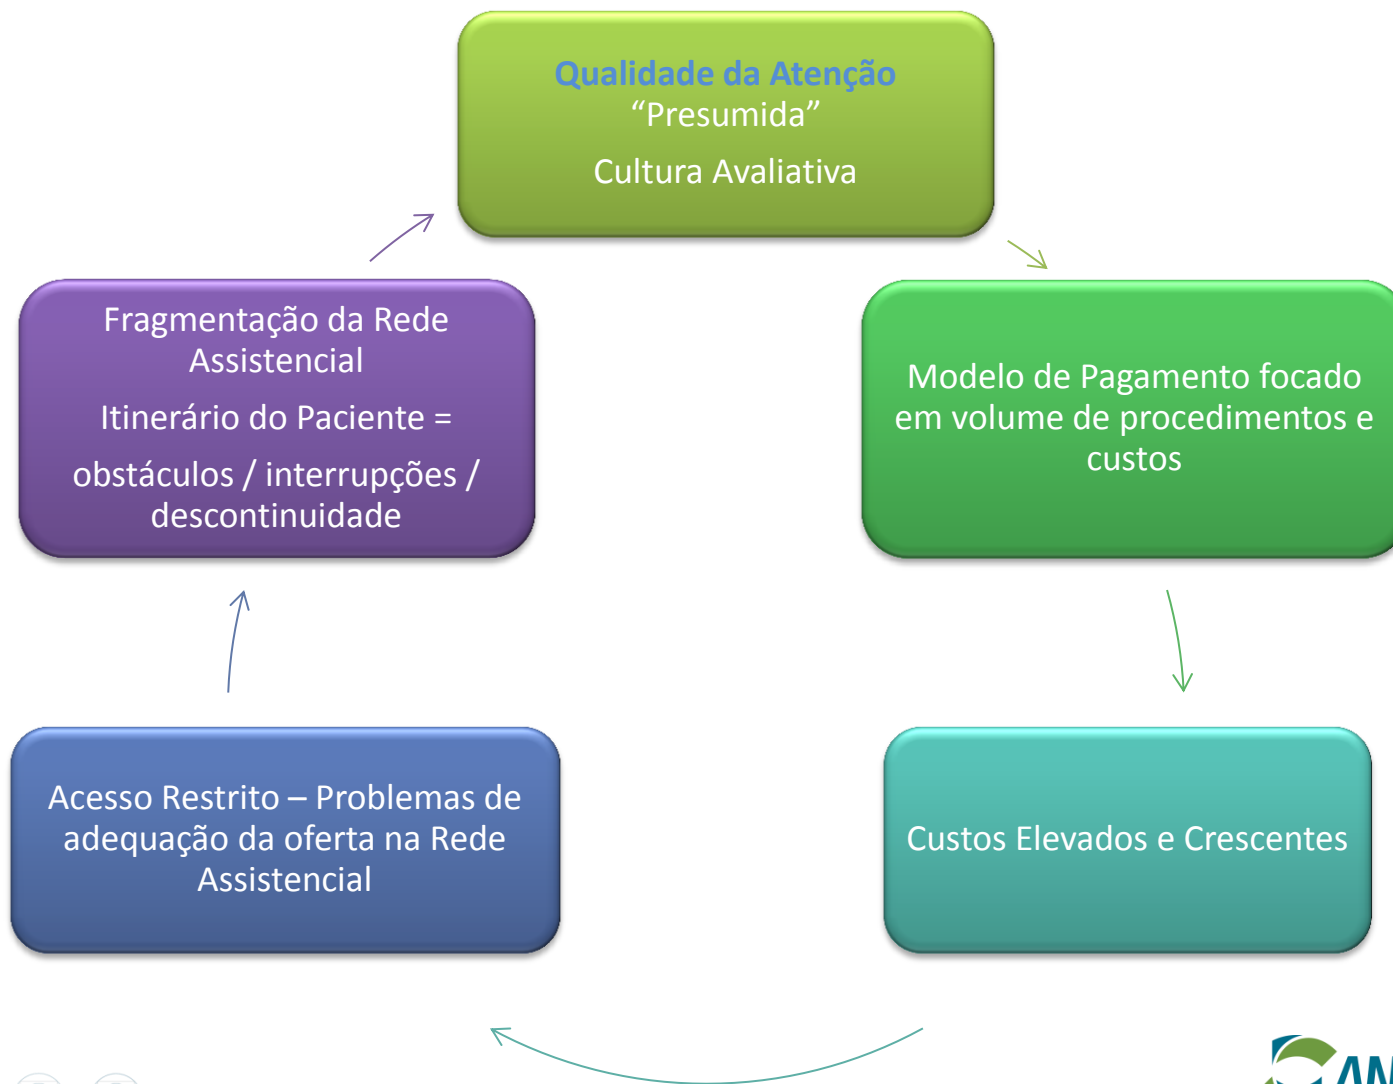 Qualidade da Atenção
“Presumida”
Cultura Avaliativa
Fragmentação da Rede
Assistencial
Itinerário do Paciente =
obstáculos / interrupções /
descontinuidade
Modelo de Pagamento focado
em volume de procedimentos e
custos
Acesso Restrito – Problemas de
adequação da oferta na Rede
Assistencial
Custos Elevados e Crescentes